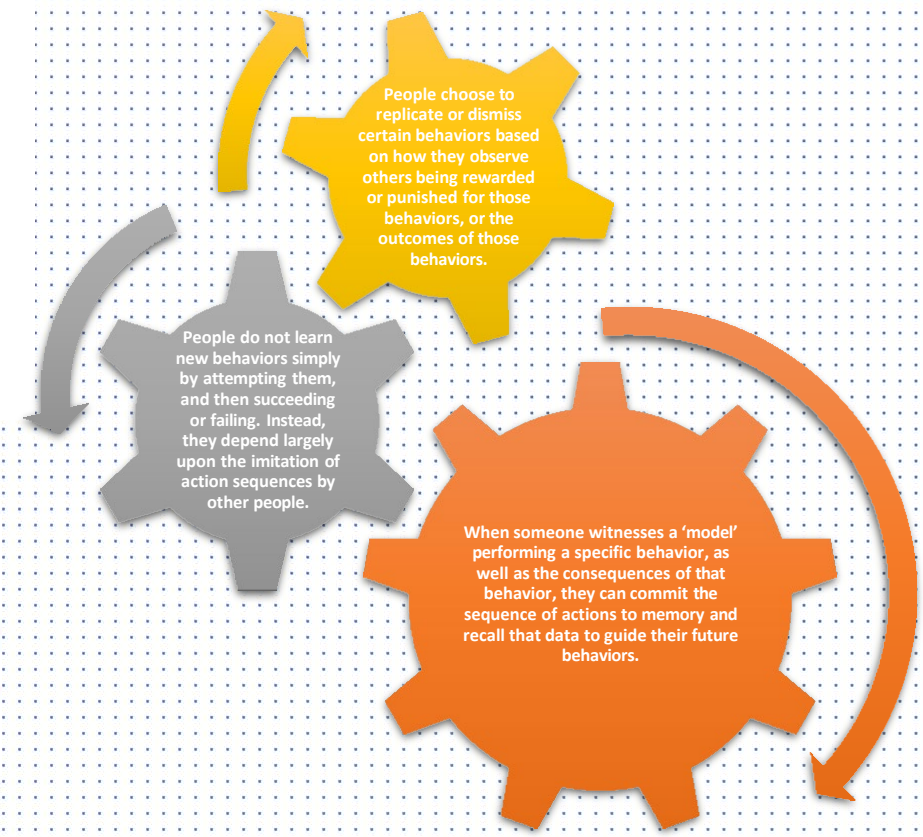 People choose to
replicate or dismiss
certain behaviors based
on how they observe
others being rewarded
or punished for those
behaviors, or the
outcomes of those
behaviors.
People do not learn
new behaviors simply
by attempting them,
and then succeeding
or failing. Instead,
they depend largely
upon the imitation of
action sequences by
other people.
When someone witnesses a ‘model’
performing a specific behavior, as
well as the consequences of that
behavior, they can commit the
sequence of actions to memory and
recall that data to guide their future
behaviors.